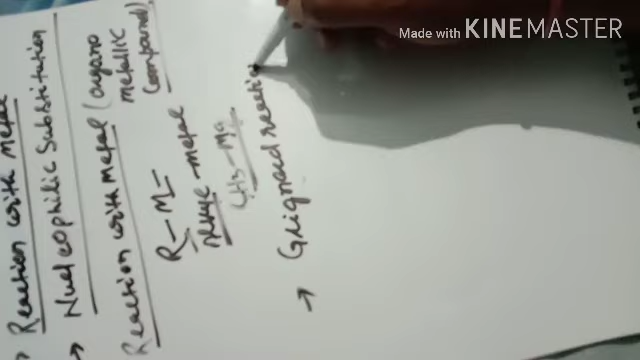 → Reaction with Metal
→ Nucleophilic Substitution
Reaction with Metal (organo
metallic
compound)
R-M=
alkyl-metal
CH3-Mg
→ Grignard reactio
Made with KINEMASTER